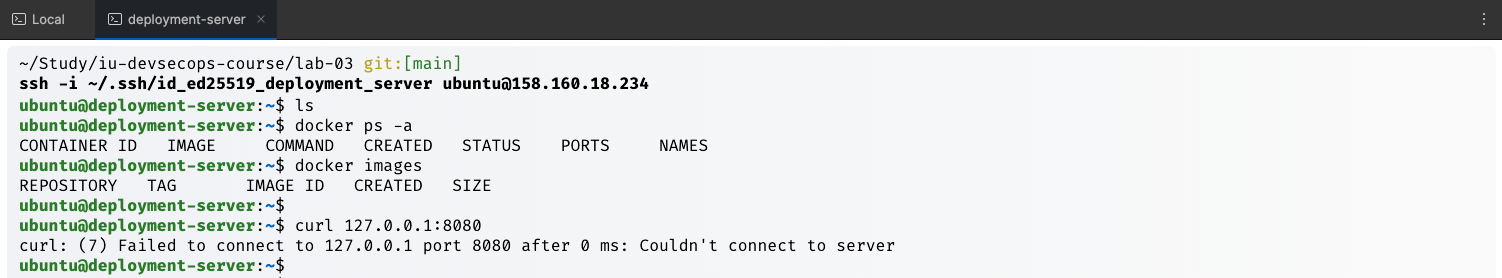 Local
deployment-server
~/Study/iu-devsecops-course/lab-03 git:[main]
ssh -i ~/.ssh/id_ed25519_deployment_server ubuntu@158.160.18.234
ubuntu@deployment-server:~$ ls
ubuntu@deployment-server:~$ docker ps -a
CONTAINER ID   IMAGE     COMMAND   CREATED   STATUS    PORTS     NAMES
ubuntu@deployment-server:~$ docker images
REPOSITORY   TAG       IMAGE ID   CREATED   SIZE
ubuntu@deployment-server:~$
ubuntu@deployment-server:~$ curl 127.0.0.1:8080
curl: (7) Failed to connect to 127.0.0.1 port 8080 after 0 ms: Couldn't connect to server
ubuntu@deployment-server:~$